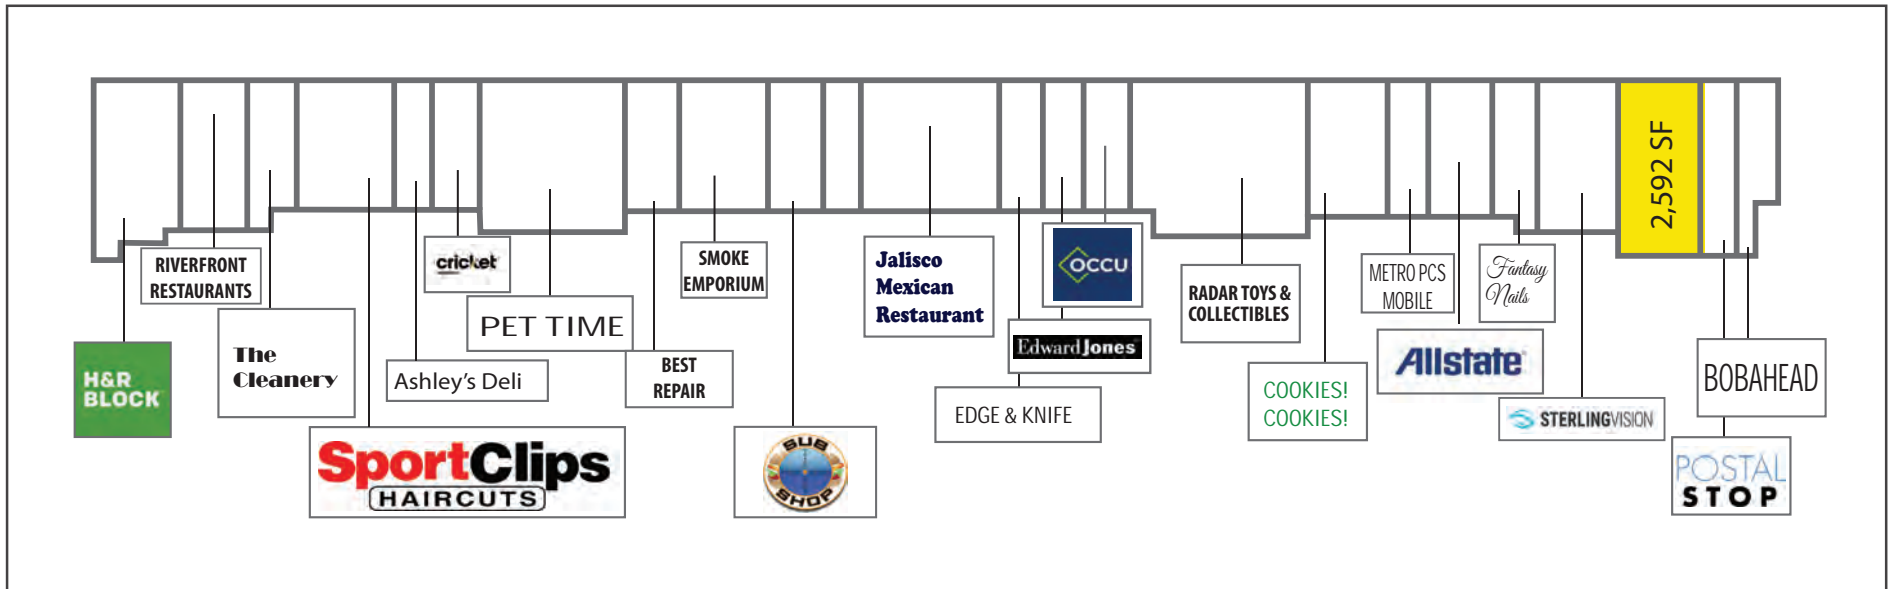 2,592 SF
RIVERFRONT
RESTAURANTS
cricket
SMOKE
EMPORIUM
Jalisco
Mexican
Restaurant
OCCU
RADAR TOYS &
COLLECTIBLES
METRO PCS
MOBILE
Fantasy
Nails
H&R
BLOCK
The
Cleanery
PET TIME
Ashley's Deli
BEST
REPAIR
Edward Jones
EDGE & KNIFE
COOKIES!
COOKIES!
Allstate
BOBAHEAD
STERLINGVISION
SportClips
HAIRCUTS
SUB
SHOP
POSTAL
STOP